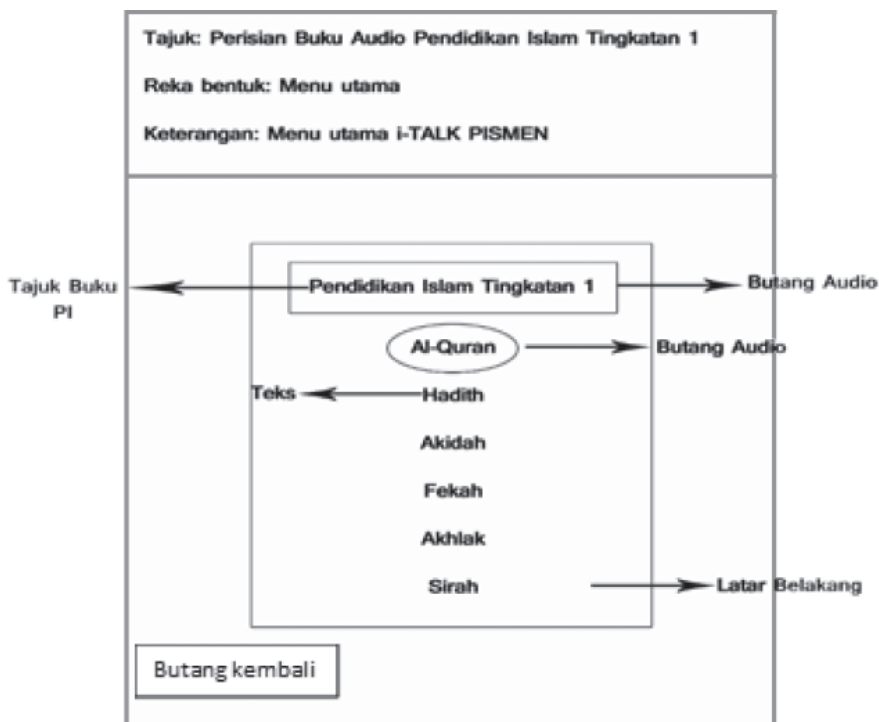 Tajuk: Perisian Buku Audio Pendidikan Islam Tingkatan 1
Reka bentuk: Menu utama
Keterangan: Menu utama i-TALK PISMEN
Tajuk Buku PI
Pendidikan Islam Tingkatan 1
Butang Audio
Al-Quran
Butang Audio
Teks
Hadith
Akidah
Fekah
Akhlak
Sirah
Latar Belakang
Butang kembali